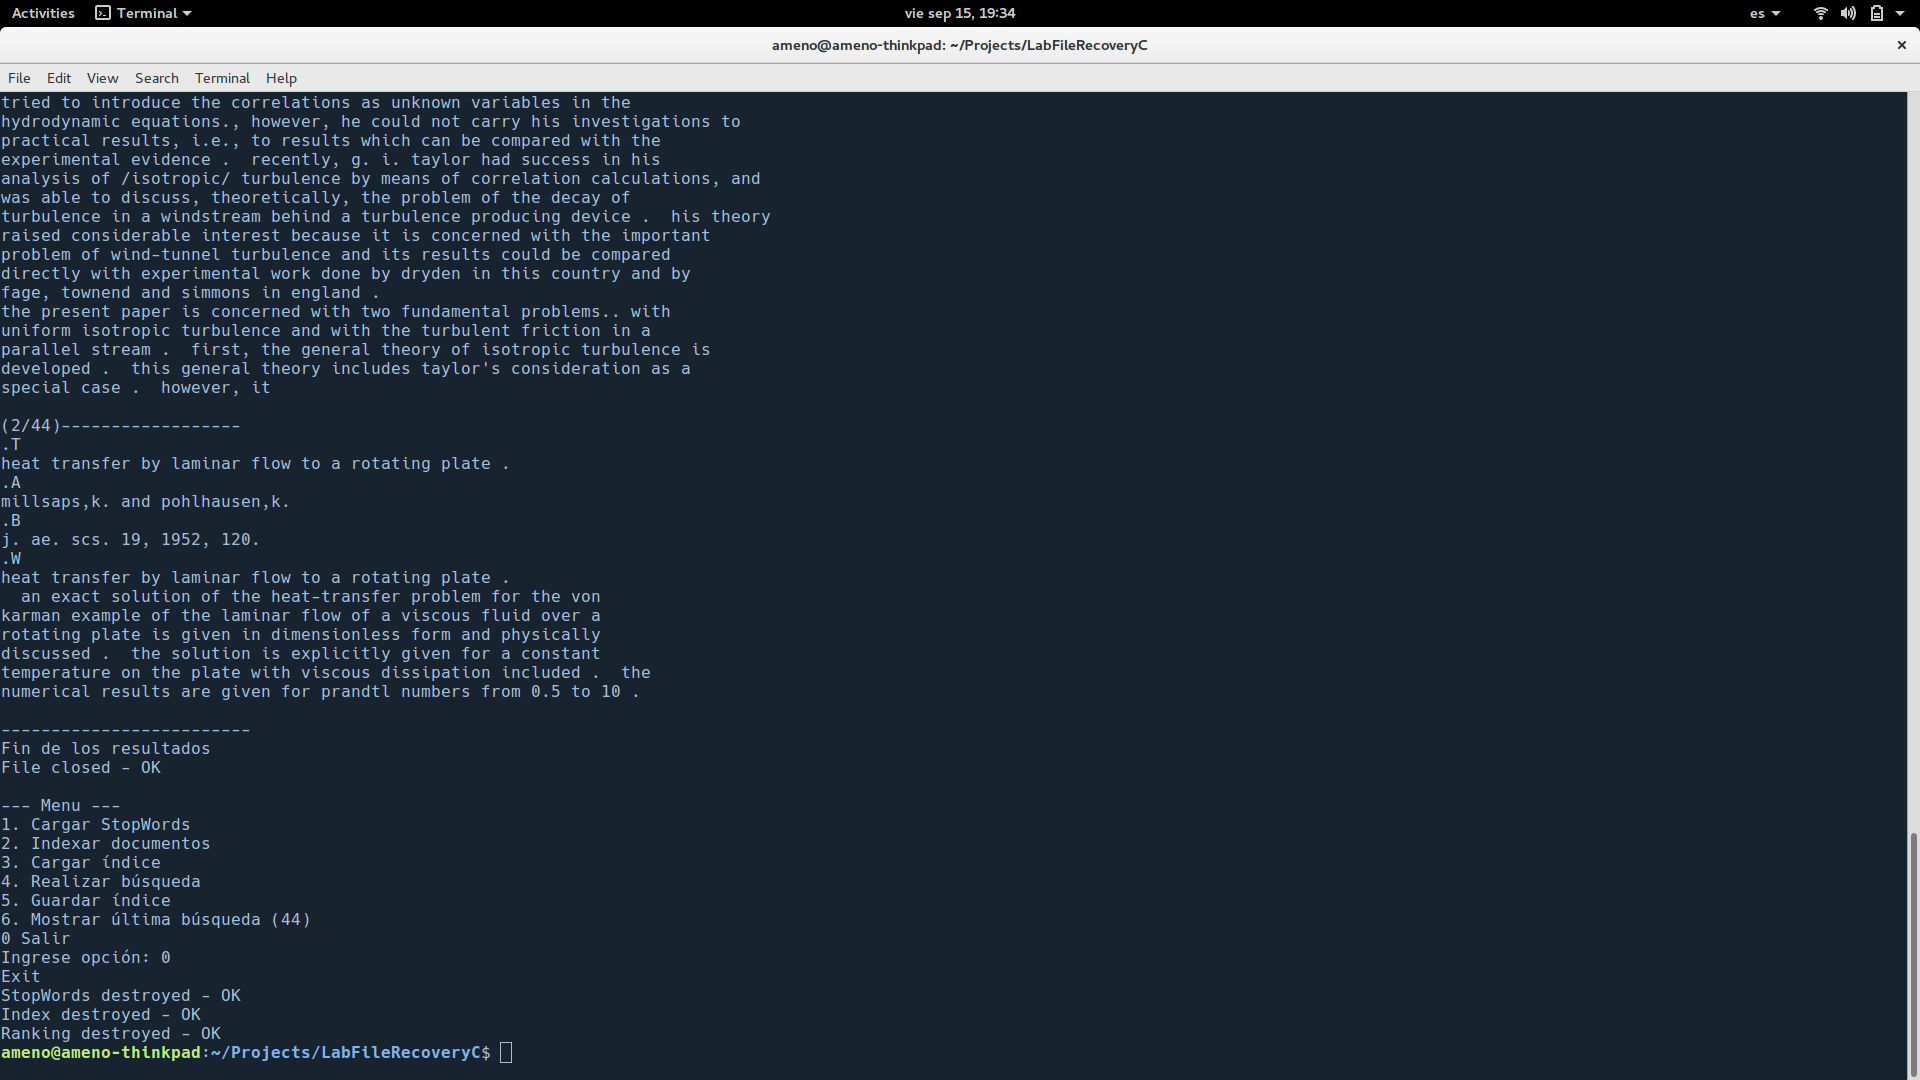 Activities Terminal vie sep 15, 19:34 es
ameno@ameno-thinkpad: ~/Projects/LabFileRecoveryC
File Edit View Search Terminal Help
tried to introduce the correlations as unknown variables in the
hydrodynamic equations., however, he could not carry his investigations to
practical results, i.e., to results which can be compared with the
experimental evidence .  recently, g. i. taylor had success in his
analysis of /isotropic/ turbulence by means of correlation calculations, and
was able to discuss, theoretically, the problem of the decay of
turbulence in a windstream behind a turbulence producing device .  his theory
raised considerable interest because it is concerned with the important
problem of wind-tunnel turbulence and its results could be compared
directly with experimental work done by dryden in this country and by
fage, townend and simmons in england .
the present paper is concerned with two fundamental problems.. with
uniform isotropic turbulence and with the turbulent friction in a
parallel stream .  first, the general theory of isotropic turbulence is
developed .  this general theory includes taylor's consideration as a
special case .  however, it
(2/44)------------------
.T
heat transfer by laminar flow to a rotating plate .
.A
millsaps,k. and pohlhausen,k.
.B
j. ae. scs. 19, 1952, 120.
.W
heat transfer by laminar flow to a rotating plate .
  an exact solution of the heat-transfer problem for the von
karman example of the laminar flow of a viscous fluid over a
rotating plate is given in dimensionless form and physically
discussed .  the solution is explicitly given for a constant
temperature on the plate with viscous dissipation included .  the
numerical results are given for prandtl numbers from 0.5 to 10 .
-------------------------
Fin de los resultados
File closed - OK
--- Menu ---
1. Cargar StopWords
2. Indexar documentos
3. Cargar índice
4. Realizar búsqueda
5. Guardar índice
6. Mostrar última búsqueda (44)
0 Salir
Ingrese opción: 0
Exit
StopWords destroyed - OK
Index destroyed - OK
Ranking destroyed - OK
ameno@ameno-thinkpad:~/Projects/LabFileRecoveryC$